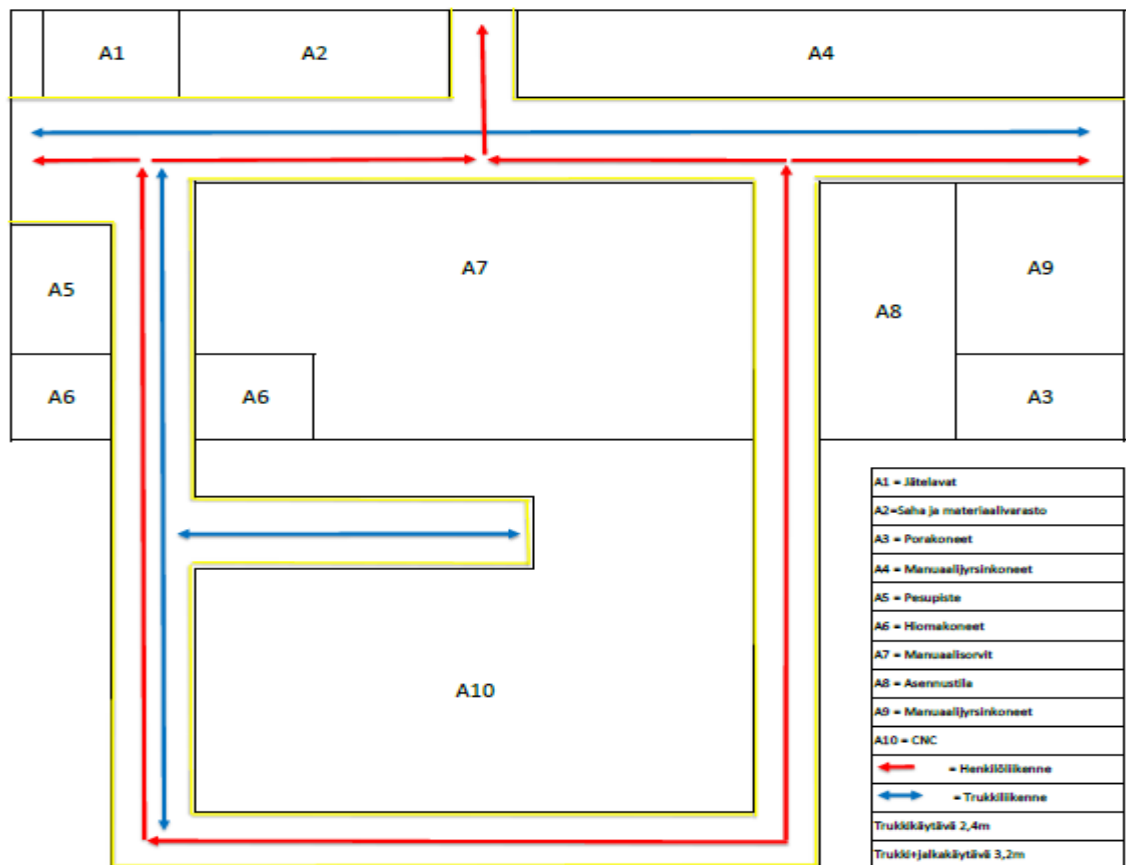 A1
A2
A4
A7
A5
A9
A8
A6
A6
A3
A10
A1 = Jätelavat
A2=Saha ja materiaalivarasto
A3 = Porakoneet
A4 = Manuaalijyrsinkoneet
A5 = Pesupiste
A6 = Hiomakoneet
A7 = Manuaalisorvit
A8 = Asennustila
A9 = Manuaalijyrsinkoneet
A10 = CNC
= Henkilöliikenne
= Trukkiliikenne
Trukkikäytävä 2,4m
Trukki+jalkakäytävä 3,2m